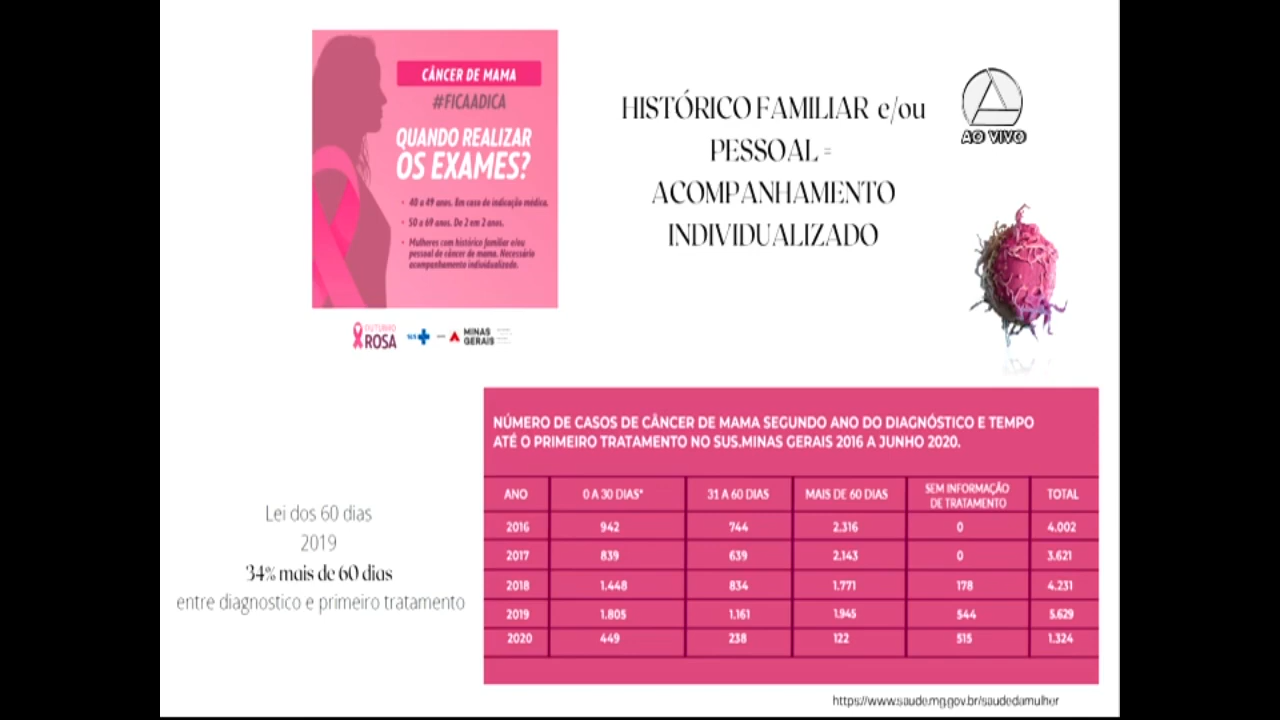 CÂNCER DE MAMA
#FICAADICA
QUANDO REALIZAR
OS EXAMES?
• 40 a 49 anos. Em caso de indicação médica.
• 50 a 69 anos. De 2 em 2 anos.
• Mulheres com histórico familiar e/ou
pessoal de câncer de mama. Necessário
acompanhamento individualizado.
OUTUBRO
ROSA
SUS
MINAS
GERAIS
HISTÓRICO FAMILIAR e/ou
PESSOAL =
ACOMPANHAMENTO
INDIVIDUALIZADO
AO VIVO
Lei dos 60 dias
2019
34% mais de 60 dias
entre diagnostico e primeiro tratamento
NÚMERO DE CASOS DE CÂNCER DE MAMA SEGUNDO ANO DO DIAGNÓSTICO E TEMPO
ATÉ O PRIMEIRO TRATAMENTO NO SUS.MINAS GERAIS 2016 A JUNHO 2020.
ANO 0 A 30 DIAS* 31 A 60 DIAS MAIS DE 60 DIAS SEM INFORMAÇÃO DE TRATAMENTO TOTAL
2016 942 744 2.316 0 4.002
2017 839 639 2.143 0 3.621
2018 1.448 834 1.771 178 4.231
2019 1.805 1.161 1.945 544 5.629
2020 449 238 122 515 1.324
https://www.saude.mg.gov.br/saudedamulher